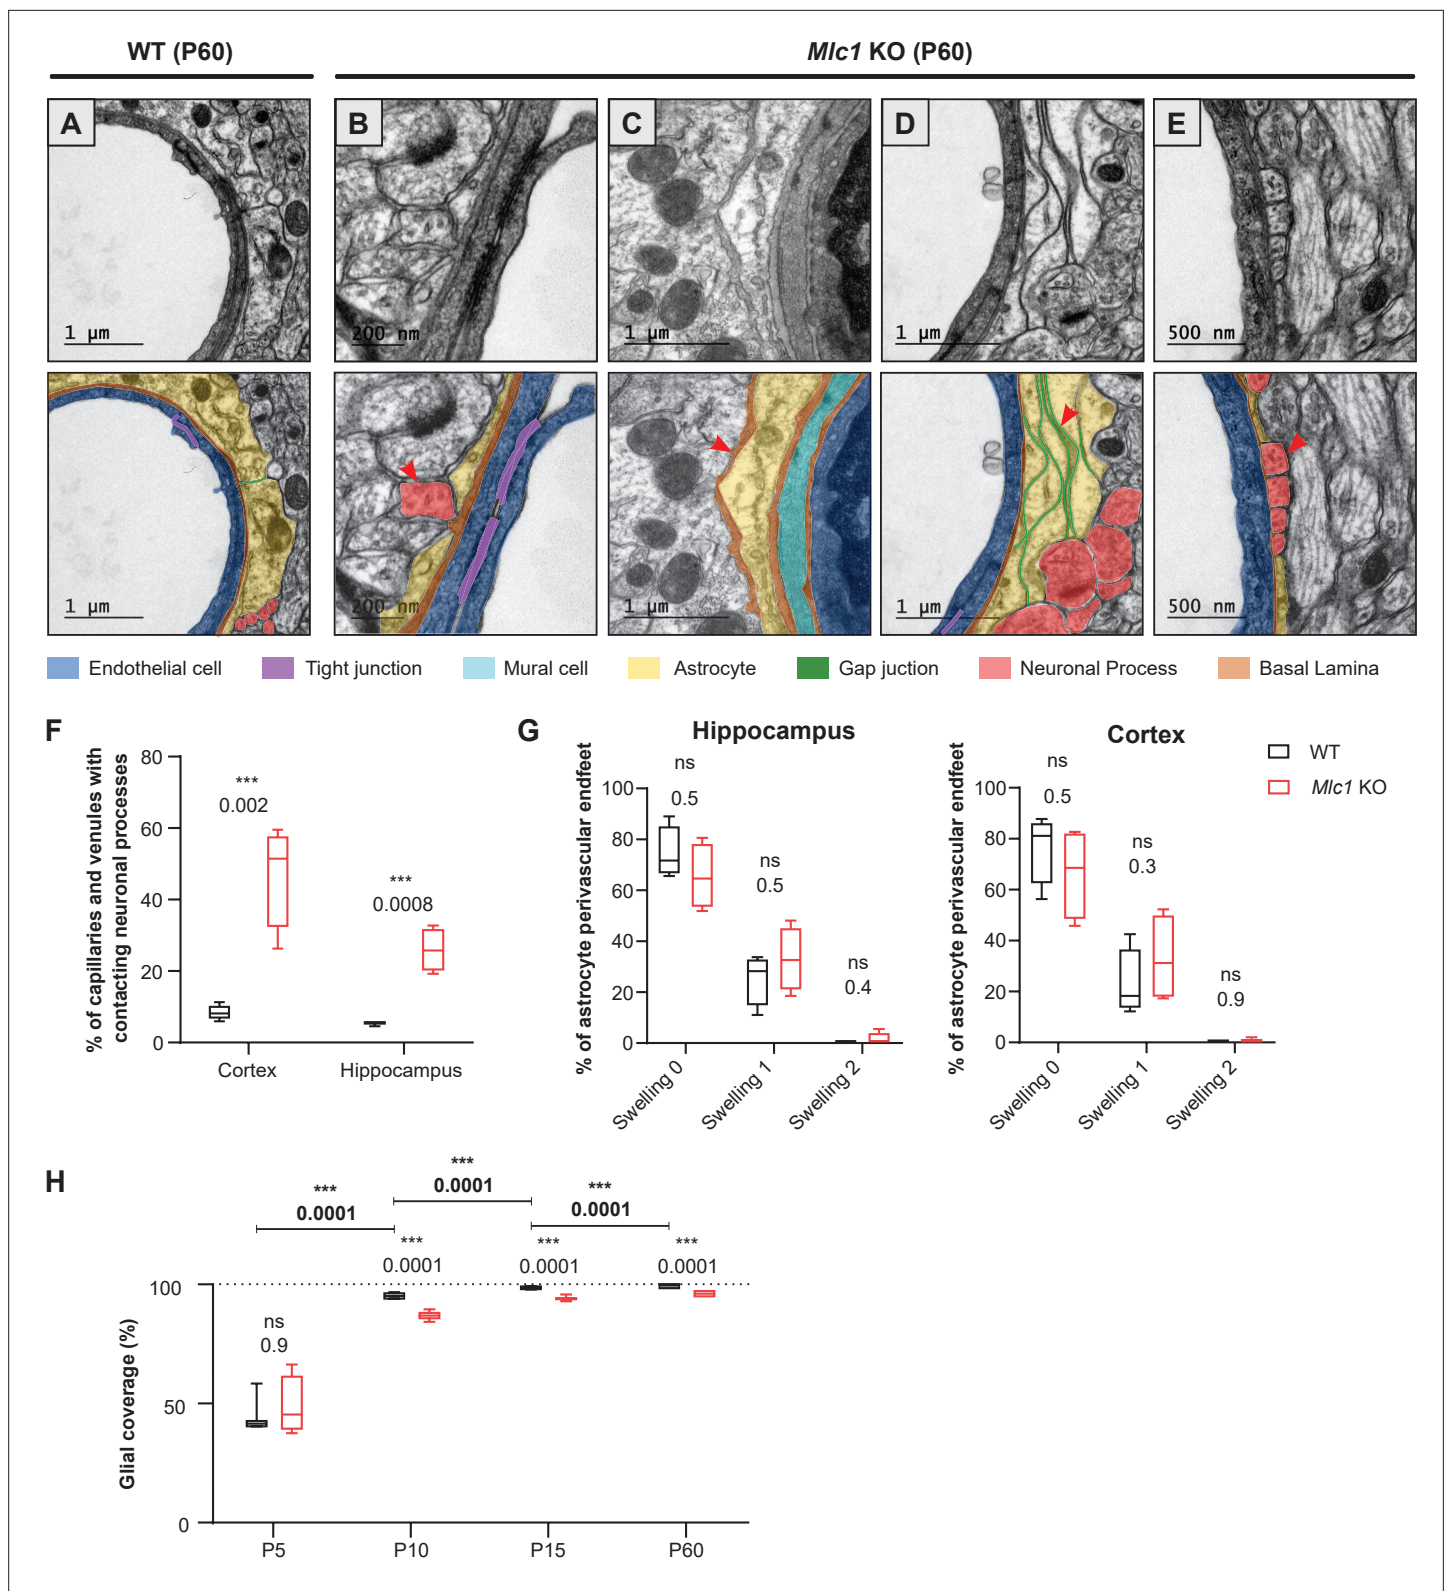 WT (P60)
Mlc1 KO (P60)
A
B
C
D
E
1 µm
200 nm
1 µm
1 µm
500 nm
1 µm
200 nm
1 µm
1 µm
500 nm
Endothelial cell
Tight junction
Mural cell
Astrocyte
Gap juction
Neuronal Process
Basal Lamina
F
% of capillaries and venules with
contacting neuronal processes
80
60
40
20
0
***
0.002
***
0.0008
Cortex
Hippocampus
G
Hippocampus
% of astrocyte perivascular endfeet
100
80
60
40
20
0
ns
0.5
ns
0.5
ns
0.4
Swelling 0
Swelling 1
Swelling 2
Cortex
% of astrocyte perivascular endfeet
100
80
60
40
20
0
ns
0.5
ns
0.3
ns
0.9
Swelling 0
Swelling 1
Swelling 2
WT
Mlc1 KO
H
Glial coverage (%)
100
50
0
***
0.0001
***
0.0001
***
0.0001
ns
0.9
***
0.0001
***
0.0001
***
0.0001
P5
P10
P15
P60